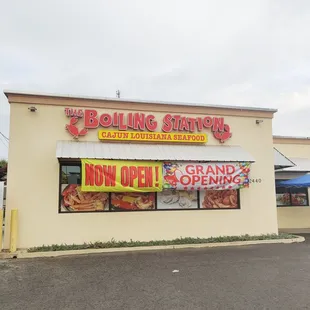 THE
BOILING STATION
CAJUN LOUISIANA SEAFOOD
NOW OPEN!
GRAND
OPENING